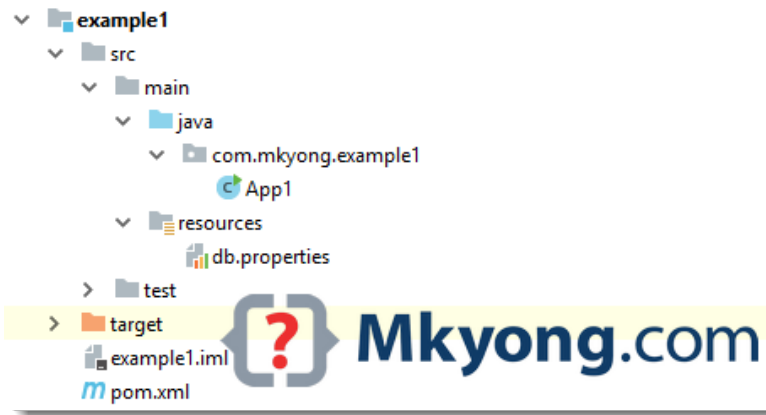 example1
src
main
java
com.mkyong.example1
C App1
resources
db.properties
test
target
{?} Mkyong.com
example1.iml
m pom.xml